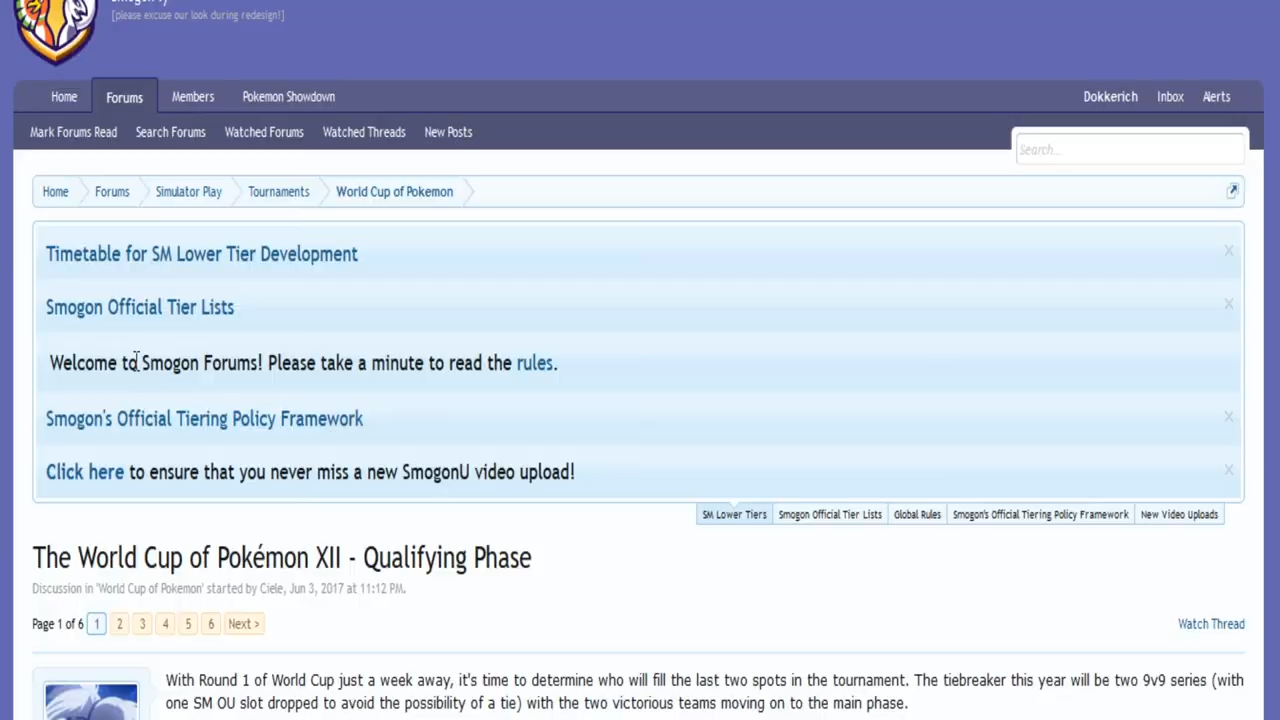 [please excuse our look during redesign!]
Home Forums Members Pokemon Showdown Dokkerich Inbox Alerts
Mark Forums Read Search Forums Watched Forums Watched Threads New Posts
Search...
Home Forums Simulator Play Tournaments World Cup of Pokemon
Timetable for SM Lower Tier Development
Smogon Official Tier Lists
Welcome to Smogon Forums! Please take a minute to read the rules.
Smogon's Official Tiering Policy Framework
Click here to ensure that you never miss a new SmogonU video upload!
SM Lower Tiers Smogon Official Tier Lists Global Rules Smogon's Official Tiering Policy Framework New Video Uploads
The World Cup of Pokémon XII - Qualifying Phase
Discussion in 'World Cup of Pokemon' started by Ciele, Jun 3, 2017 at 11:12 PM.
Page 1 of 6 1 2 3 4 5 6 Next > Watch Thread
With Round 1 of World Cup just a week away, it's time to determine who will fill the last two spots in the tournament. The tiebreaker this year will be two 9v9 series (with
one SM OU slot dropped to avoid the possibility of a tie) with the two victorious teams moving on to the main phase.